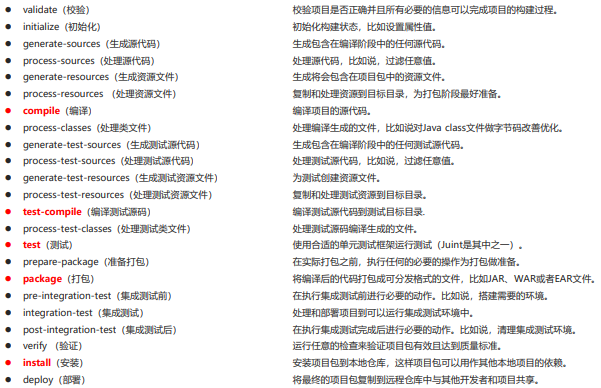 ● validate（校验） 校验项目是否正确并且所有必要的信息可以完成项目的构建过程。
● initialize（初始化） 初始化构建状态，比如设置属性值。
● generate-sources（生成源代码） 生成包含在编译阶段中的任何源代码。
● process-sources（处理源代码） 处理源代码，比如说，过滤任意值。
● generate-resources（生成资源文件） 生成将会包含在项目包中的资源文件。
● process-resources （处理资源文件） 复制和处理资源到目标目录，为打包阶段最好准备。
● compile（编译） 编译项目的源代码。
● process-classes（处理类文件） 处理编译生成的文件，比如说对Java class文件做字节码改善优化。
● generate-test-sources（生成测试源代码） 生成包含在编译阶段中的任何测试源代码。
● process-test-sources（处理测试源代码） 处理测试源代码，比如说，过滤任意值。
● generate-test-resources（生成测试资源文件） 为测试创建资源文件。
● process-test-resources（处理测试资源文件） 复制和处理测试资源到目标目录。
● test-compile（编译测试源码） 编译测试源代码到测试目标目录.
● process-test-classes（处理测试类文件） 处理测试源码编译生成的文件。
● test（测试） 使用合适的单元测试框架运行测试（Juint是其中之一）。
● prepare-package（准备打包） 在实际打包之前，执行任何的必要的操作为打包做准备。
● package（打包） 将编译后的代码打包成可分发格式的文件，比如JAR、WAR或者EAR文件。
● pre-integration-test（集成测试前） 在执行集成测试前进行必要的动作。比如说，搭建需要的环境。
● integration-test（集成测试） 处理和部署项目到可以运行集成测试环境中。
● post-integration-test（集成测试后） 在执行集成测试完成后进行必要的动作。比如说，清理集成测试环境。
● verify （验证） 运行任意的检查来验证项目包有效且达到质量标准。
● install（安装） 安装项目包到本地仓库，这样项目包可以用作其他本地项目的依赖。
● deploy（部署） 将最终的项目包复制到远程仓库中与其他开发者和项目共享。